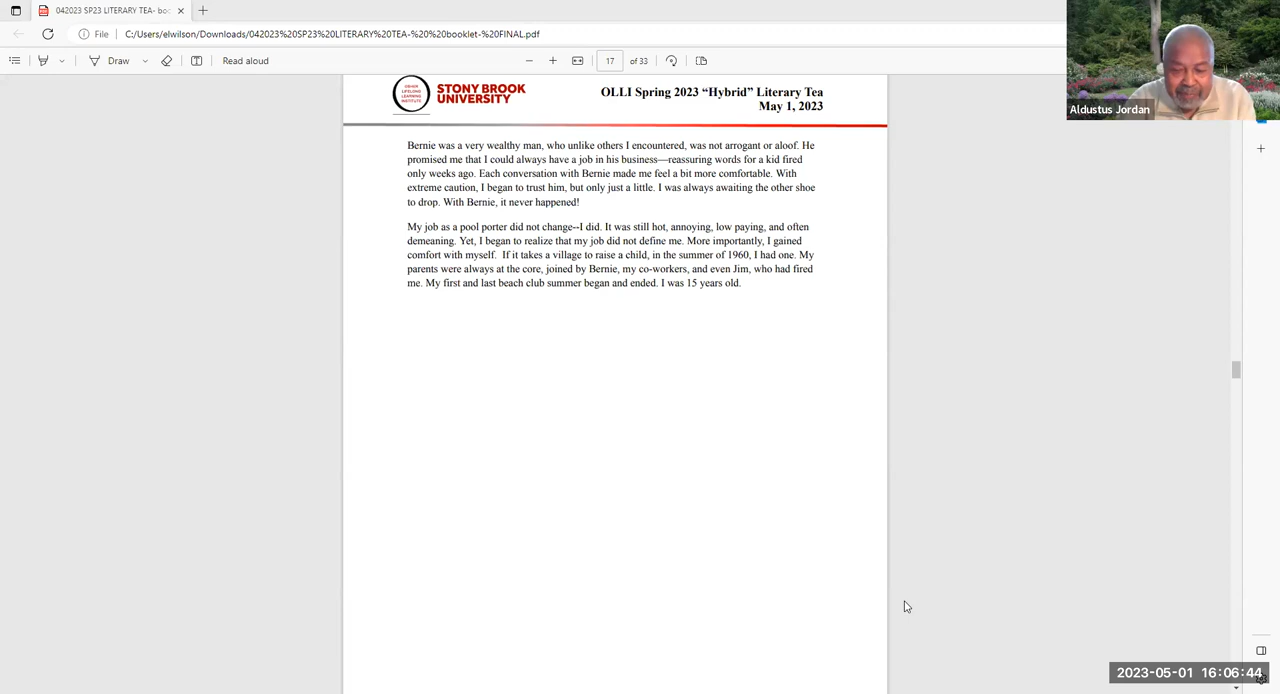 042023 SP23 LITERARY TEA- boo
File
C:/Users/elwilson/Downloads/042023%20SP23%20LITERARY%20TEA-%20%20booklet-%20FINAL.pdf
Draw
Read aloud
17 of 33
Aldustus Jordan
OSHER
LIFELONG
LEARNING
INSTITUTE
STONY BROOK
UNIVERSITY
OLLI Spring 2023 “Hybrid” Literary Tea
May 1, 2023
Bernie was a very wealthy man, who unlike others I encountered, was not arrogant or aloof. He
promised me that I could always have a job in his business—reassuring words for a kid fired
only weeks ago. Each conversation with Bernie made me feel a bit more comfortable. With
extreme caution, I began to trust him, but only just a little. I was always awaiting the other shoe
to drop. With Bernie, it never happened!
My job as a pool porter did not change--I did. It was still hot, annoying, low paying, and often
demeaning. Yet, I began to realize that my job did not define me. More importantly, I gained
comfort with myself.  If it takes a village to raise a child, in the summer of 1960, I had one. My
parents were always at the core, joined by Bernie, my co-workers, and even Jim, who had fired
me. My first and last beach club summer began and ended. I was 15 years old.
2023-05-01 16:06:44